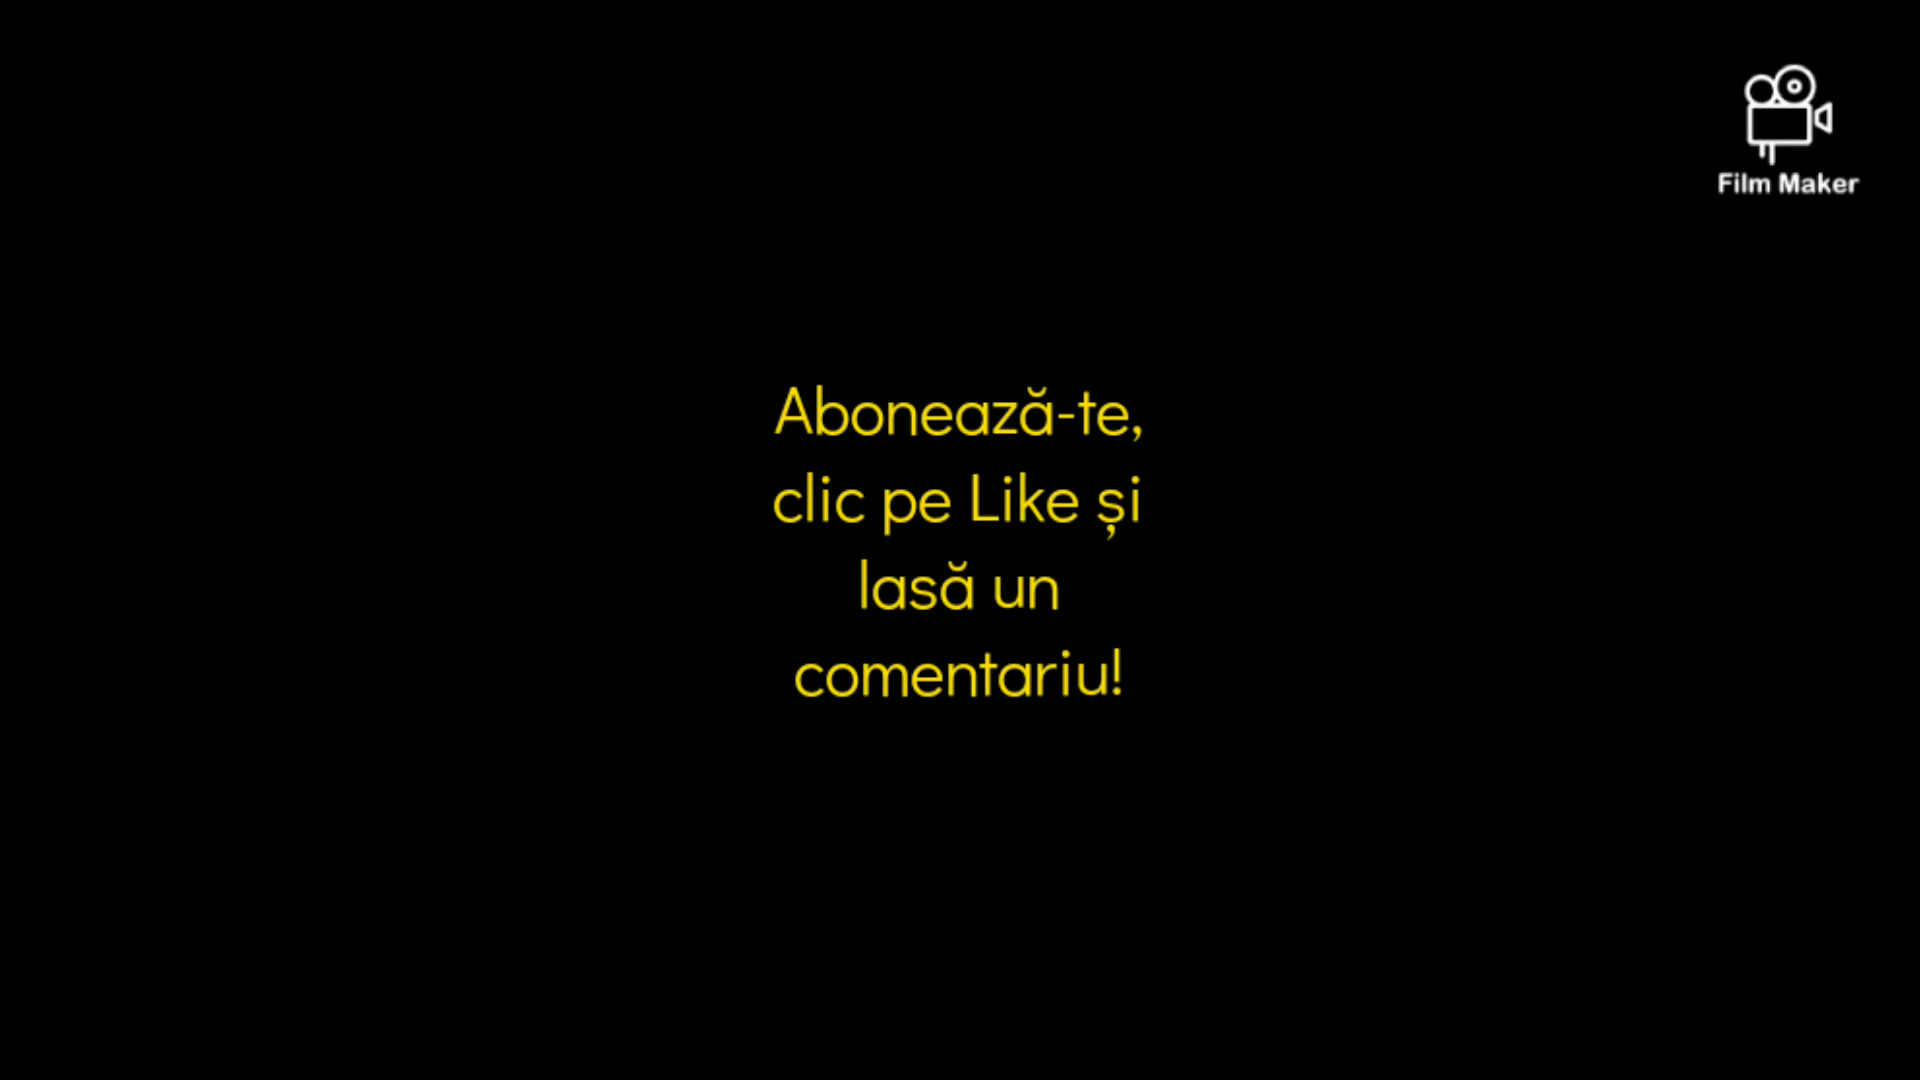 Film Maker
Abonează-te,
clic pe Like și
lasă un
comentariu!